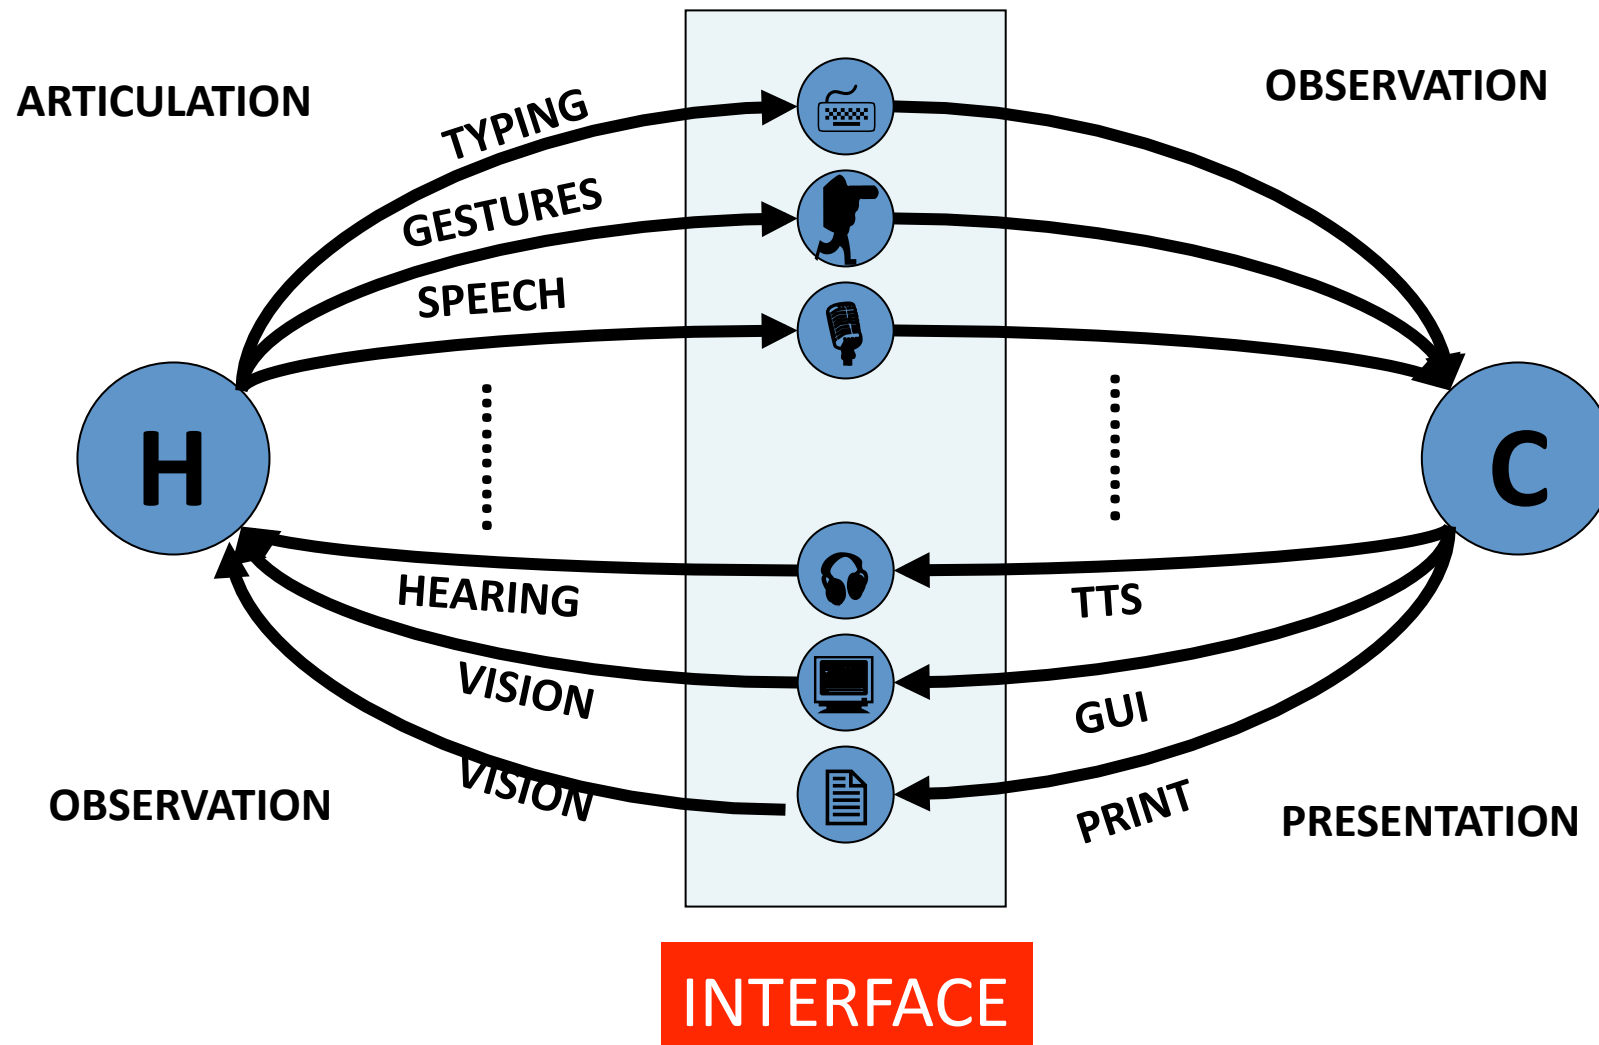 ARTICULATION
OBSERVATION
TYPING
GESTURES
SPEECH
H
C
HEARING
TTS
VISION
GUI
VISION
PRINT
OBSERVATION
PRESENTATION
INTERFACE